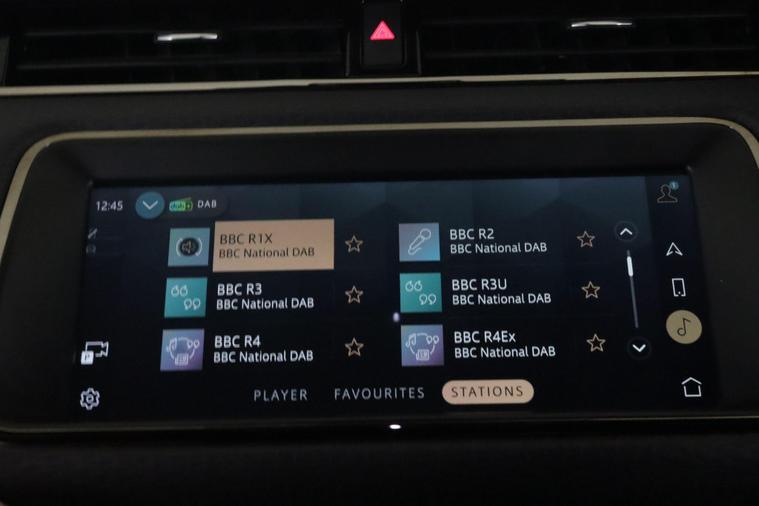 12:45
DAB
BBC R1X
BBC National DAB
BBC R2
BBC National DAB
BBC R3
BBC National DAB
BBC R3U
BBC National DAB
BBC R4
BBC National DAB
BBC R4Ex
BBC National DAB
P
PLAYER
FAVOURITES
STATIONS